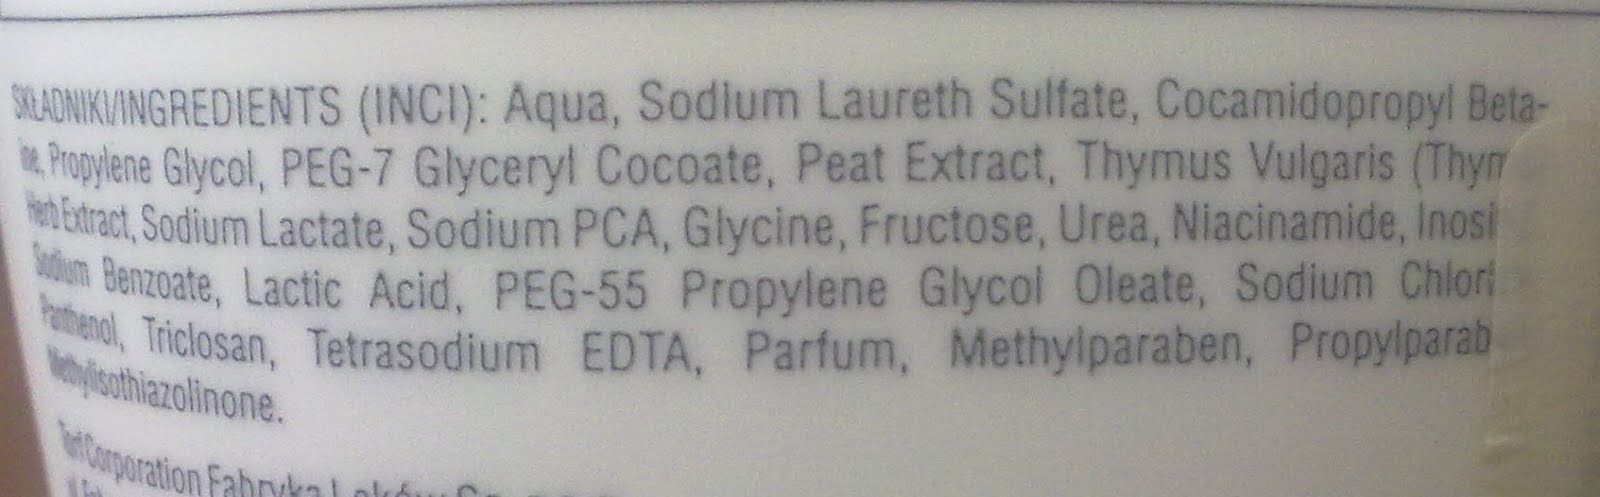 SKŁADNIKI/INGREDIENTS (INCI): Aqua, Sodium Laureth Sulfate, Cocamidopropyl Beta-
ine, Propylene Glycol, PEG-7 Glyceryl Cocoate, Peat Extract, Thymus Vulgaris (Thym
Herb Extract, Sodium Lactate, Sodium PCA, Glycine, Fructose, Urea, Niacinamide, Inosi
Sodium Benzoate, Lactic Acid, PEG-55 Propylene Glycol Oleate, Sodium Chlori
Panthenol, Triclosan, Tetrasodium EDTA, Parfum, Methylparaben, Propylparab
Methylisothiazolinone.
Torf Corporation Fabryka Leków